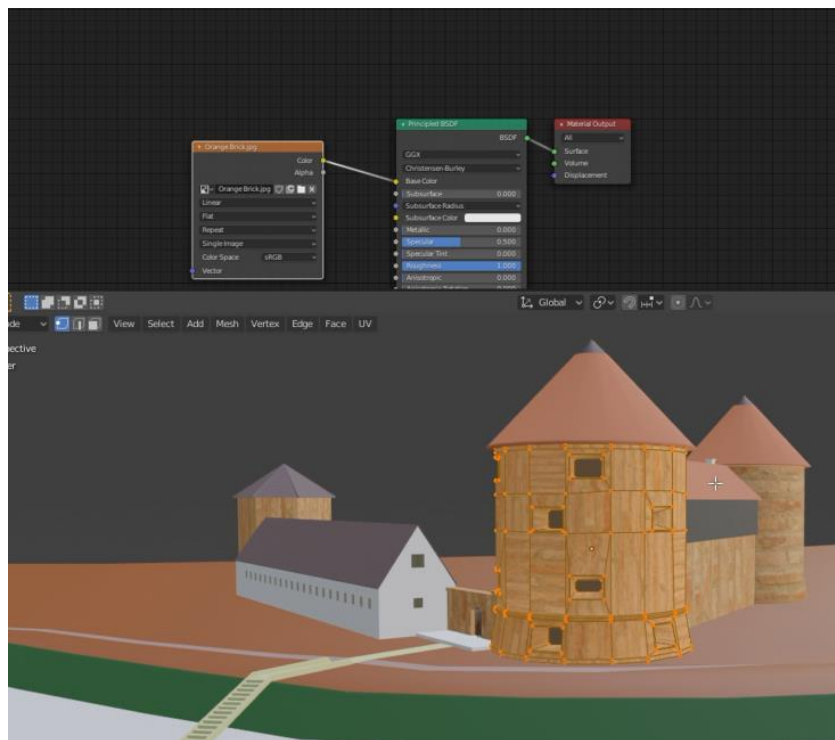 Orange Brick.jpg
Color
Alpha
Orange Brick.jpg
Linear
Flat
Repeat
Single Image
Color Space sRGB
Vector
Principled BSDF
BSDF
GGX
Christensen-Burley
Base Color
Subsurface 0.000
Subsurface Radius
Subsurface Color
Metallic 0.000
Specular 0.500
Specular Tint 0.000
Roughness 1.000
Anisotropic 0.000
Material Output
All
Surface
Volume
Displacement
Global
de View Select Add Mesh Vertex Edge Face UV
pective
er